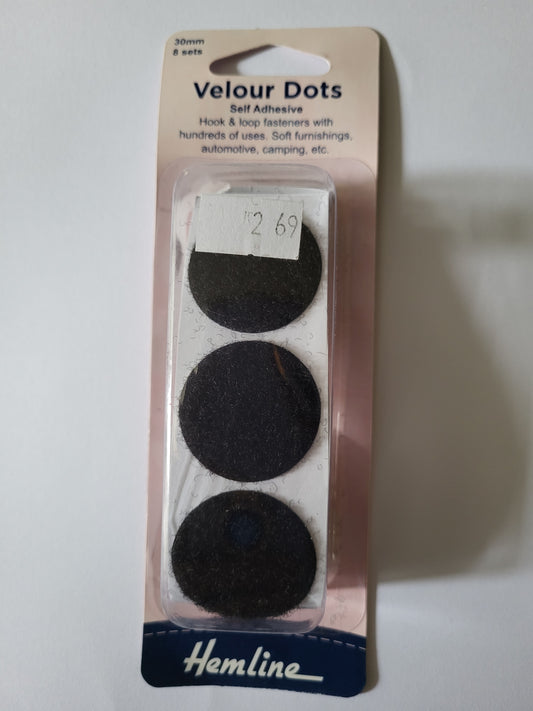 30mm
8 sets
Velour Dots
Self Adhesive
Hook & loop fasteners with
hundreds of uses. Soft furnishings,
automotive, camping, etc.
2 69
Hemline